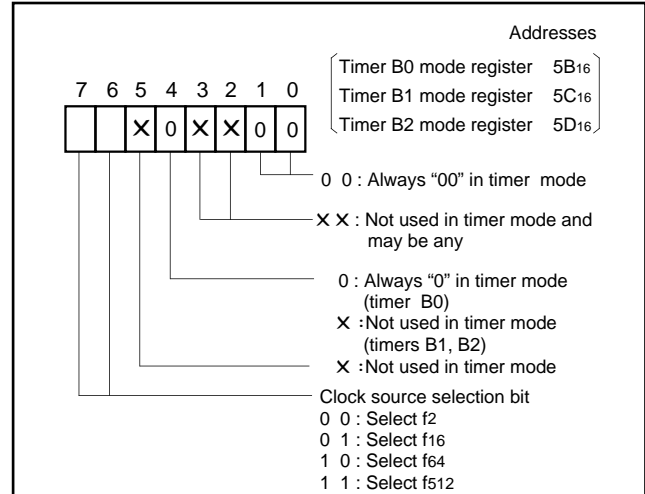 Addresses
Timer B0 mode register 5B16
Timer B1 mode register 5C16
Timer B2 mode register 5D16
7 6 5 4 3 2 1 0
× 0 × × 0 0
0 0 : Always “00” in timer mode
× × : Not used in timer mode and
may be any
0 : Always “0” in timer mode
(timer B0)
× : Not used in timer mode
(timers B1, B2)
× : Not used in timer mode
Clock source selection bit
0 0 : Select f2
0 1 : Select f16
1 0 : Select f64
1 1 : Select f512